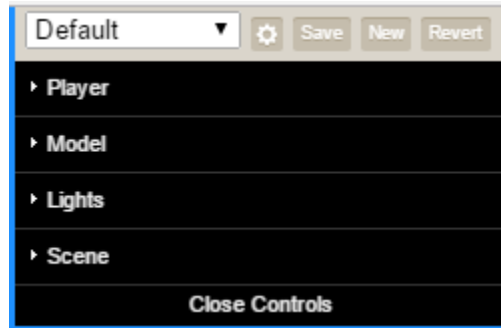 Default Save New Revert
Player
Model
Lights
Scene
Close Controls